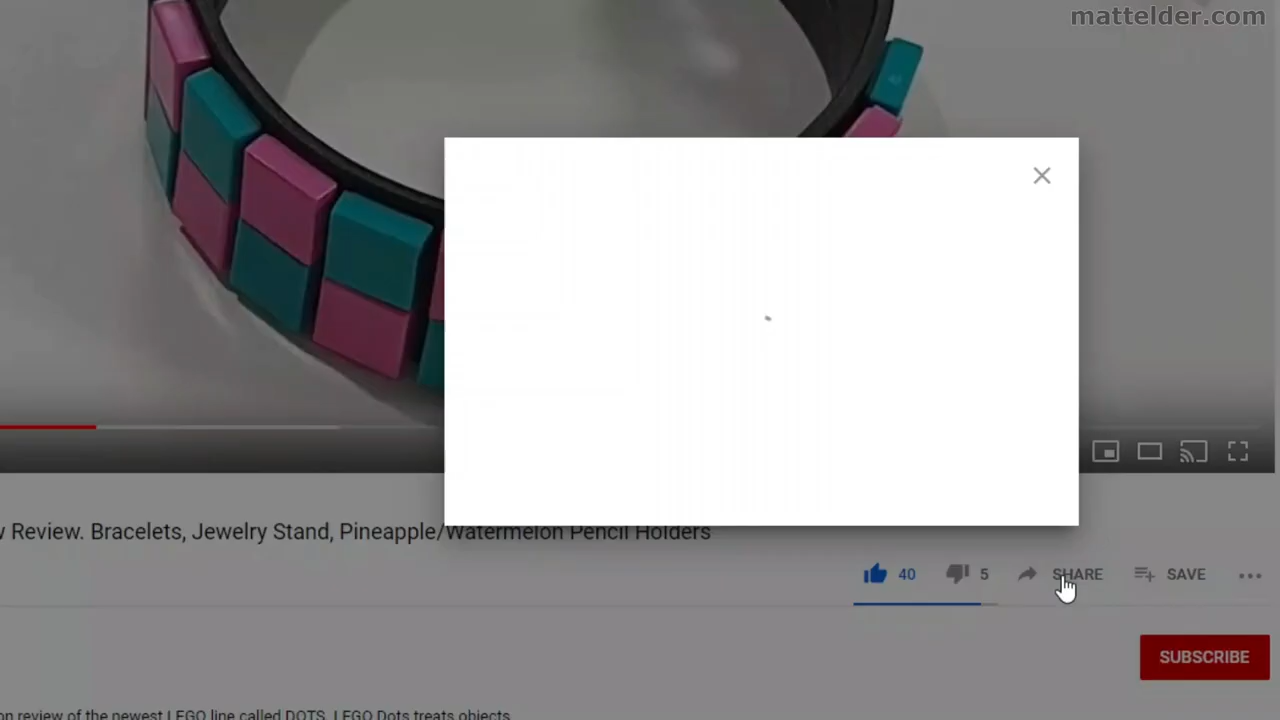 mattelder.com
Review. Bracelets, Jewelry Stand, Pineapple/Watermelon Pencil Holders
40
5
SHARE
SAVE
SUBSCRIBE
on review of the newest LEGO line called DOTS. LEGO Dots treats objects